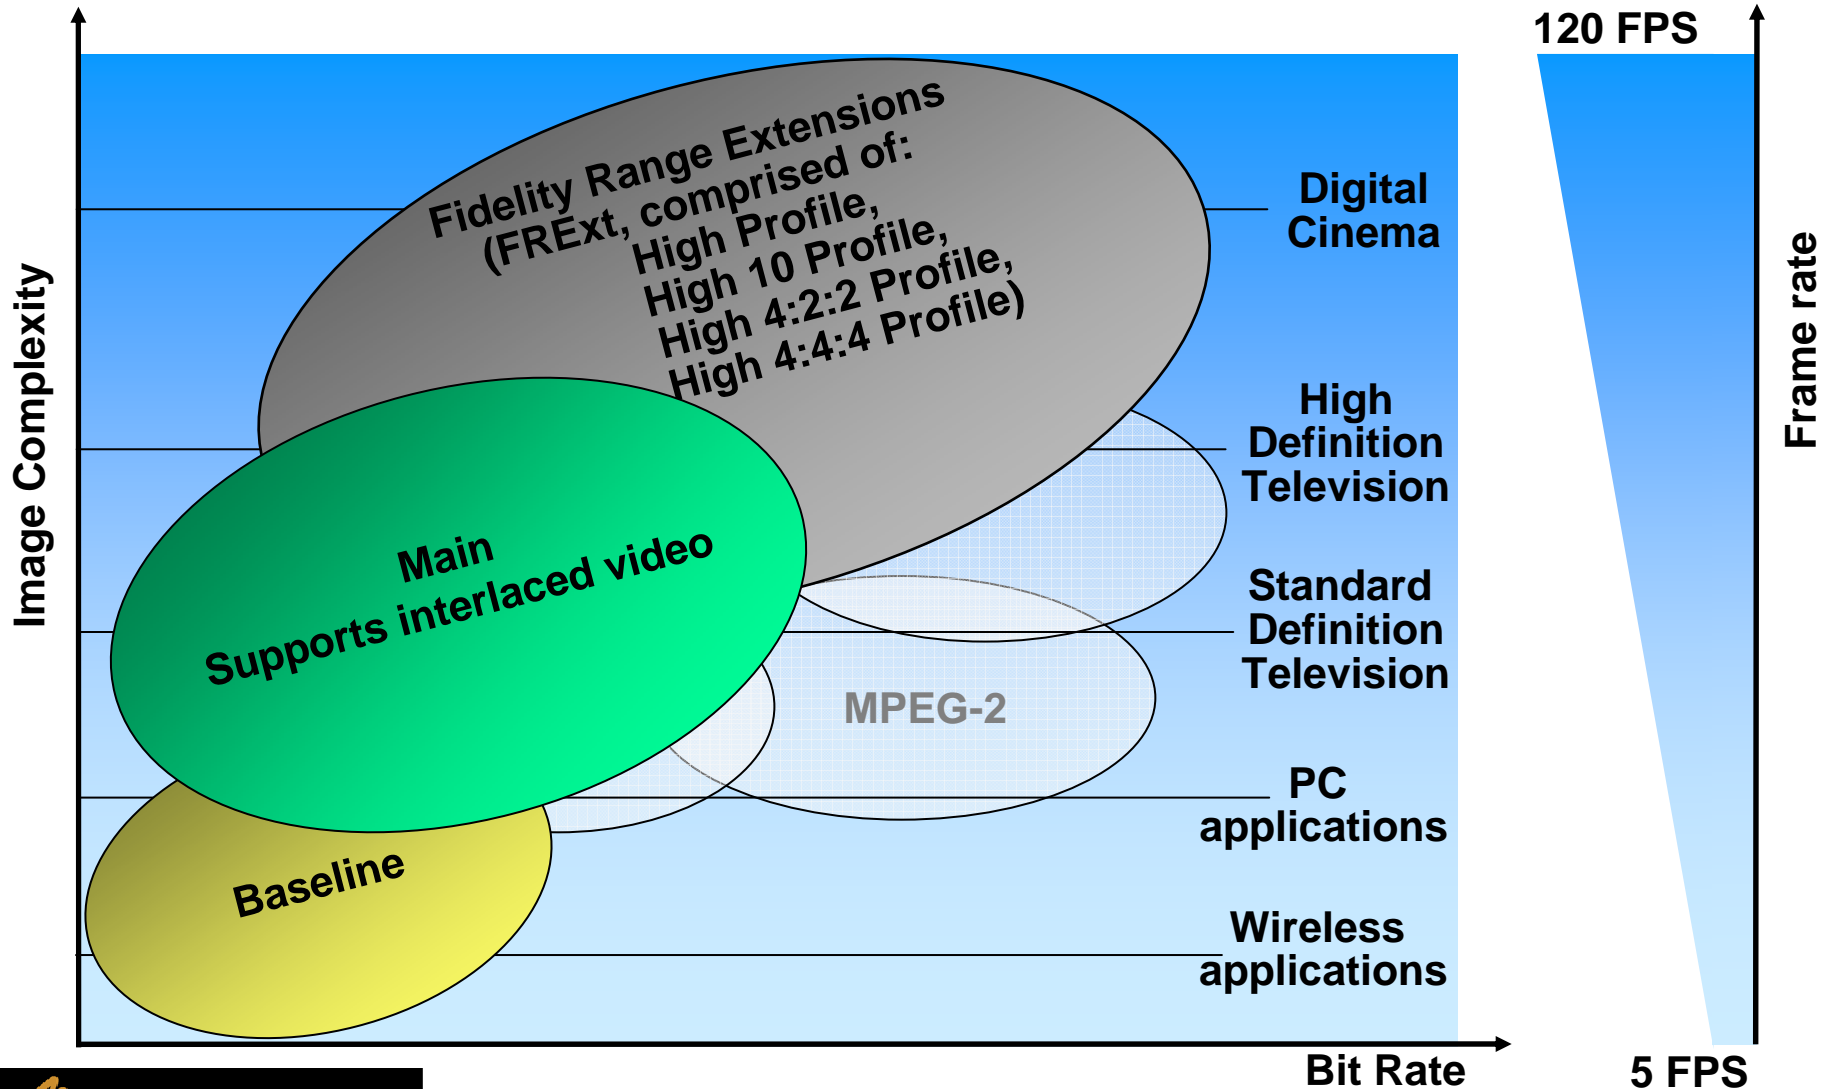 120 FPS
Fidelity Range Extensions
(FRExt, comprised of:
High Profile,
High 10 Profile,
High 4:2:2 Profile,
High 4:4:4 Profile)
Digital
Cinema
Image Complexity
Frame rate
High
Definition
Television
Main
Supports interlaced video
Standard
Definition
Television
MPEG-2
PC
applications
Baseline
Wireless
applications
Bit Rate
5 FPS